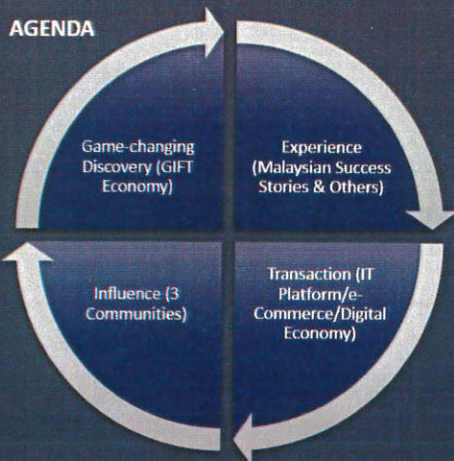 AGENDA
Game-changing
Discovery (GIFT
Economy)
Experience
(Malaysian Success
Stories & Others)
Influence (3
Communities)
Transaction (IT
Platform/e-
Commerce/Digital
Economy)